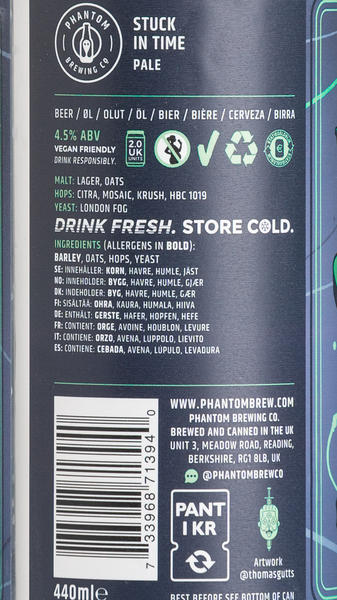 PHANTOM
BREWING CO
STUCK
IN TIME
PALE
BEER / ØL / OLUT / ÖL / BIER / BIÈRE / CERVEZA / BIRRA
4.5% ABV
VEGAN FRIENDLY
DRINK RESPONSIBLY.
2.0
UK
UNITS
MALT: LAGER, OATS
HOPS: CITRA, MOSAIC, KRUSH, HBC 1019
YEAST: LONDON FOG
DRINK FRESH. STORE COLD.
INGREDIENTS (ALLERGENS IN BOLD):
BARLEY, OATS, HOPS, YEAST
SE: INNEHÅLLER: KORN, HAVRE, HUMLE, JÄST
NO: INNEHOLDER: BYGG, HAVRE, HUMLE, GJÆR
DK: INDEHOLDER: BYG, HAVRE, HUMLE, GÆR
FI: SISÄLTÄÄ: OHRA, KAURA, HUMALA, HIIVA
DE: ENTHÄLT: GERSTE, HAFER, HOPFEN, HEFE
FR: CONTIENT: ORGE, AVOINE, HOUBLON, LEVURE
IT: CONTIENE: ORZO, AVENA, LUPPOLO, LIEVITO
ES: CONTIENE: CEBADA, AVENA, LÚPULO, LEVADURA
WWW.PHANTOMBREW.COM
PHANTOM BREWING CO.
BREWED AND CANNED IN THE UK
UNIT 3, MEADOW ROAD, READING,
BERKSHIRE, RG1 8LB, UK
@PHANTOMBREWCO
PANT
1 KR
Artwork
@thomasgutts
7 33968 71394 0
440ml e
BEST BEFORE SEE BOTTOM OF CAN